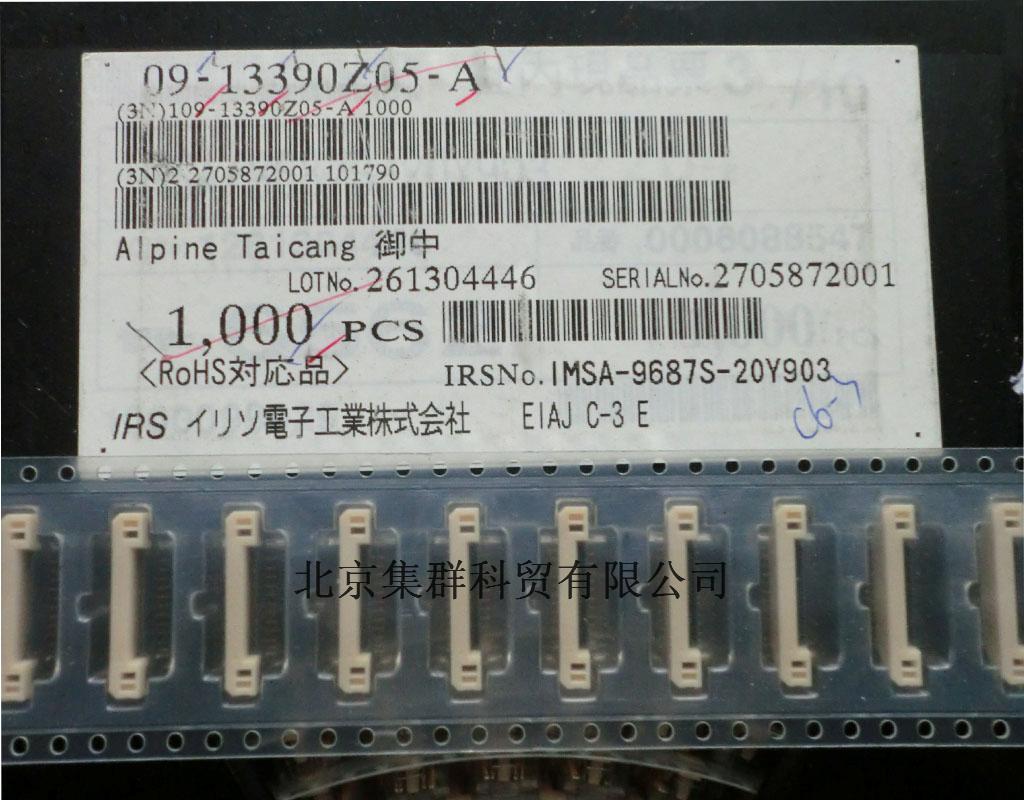 09-13390Z05-A
(3N)109-13390Z05-A 1000
(3N)2 2705872001 101790
Alpine Taicang 御中
LOTNo.261304446 SERIALNo.2705872001
1,000 PCS
<RoHS対応品> IRSNo.IMSA-9687S-20Y903
IRS イリソ電子工業株式会社 EIAJ C-3 E
北京集群科贸有限公司